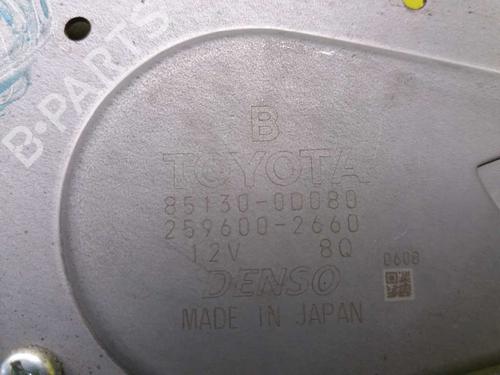 B-PARTS
B
TOYOTA
85130-0D080
259600-2660
12V 8Q
0608
DENSO
MADE IN JAPAN